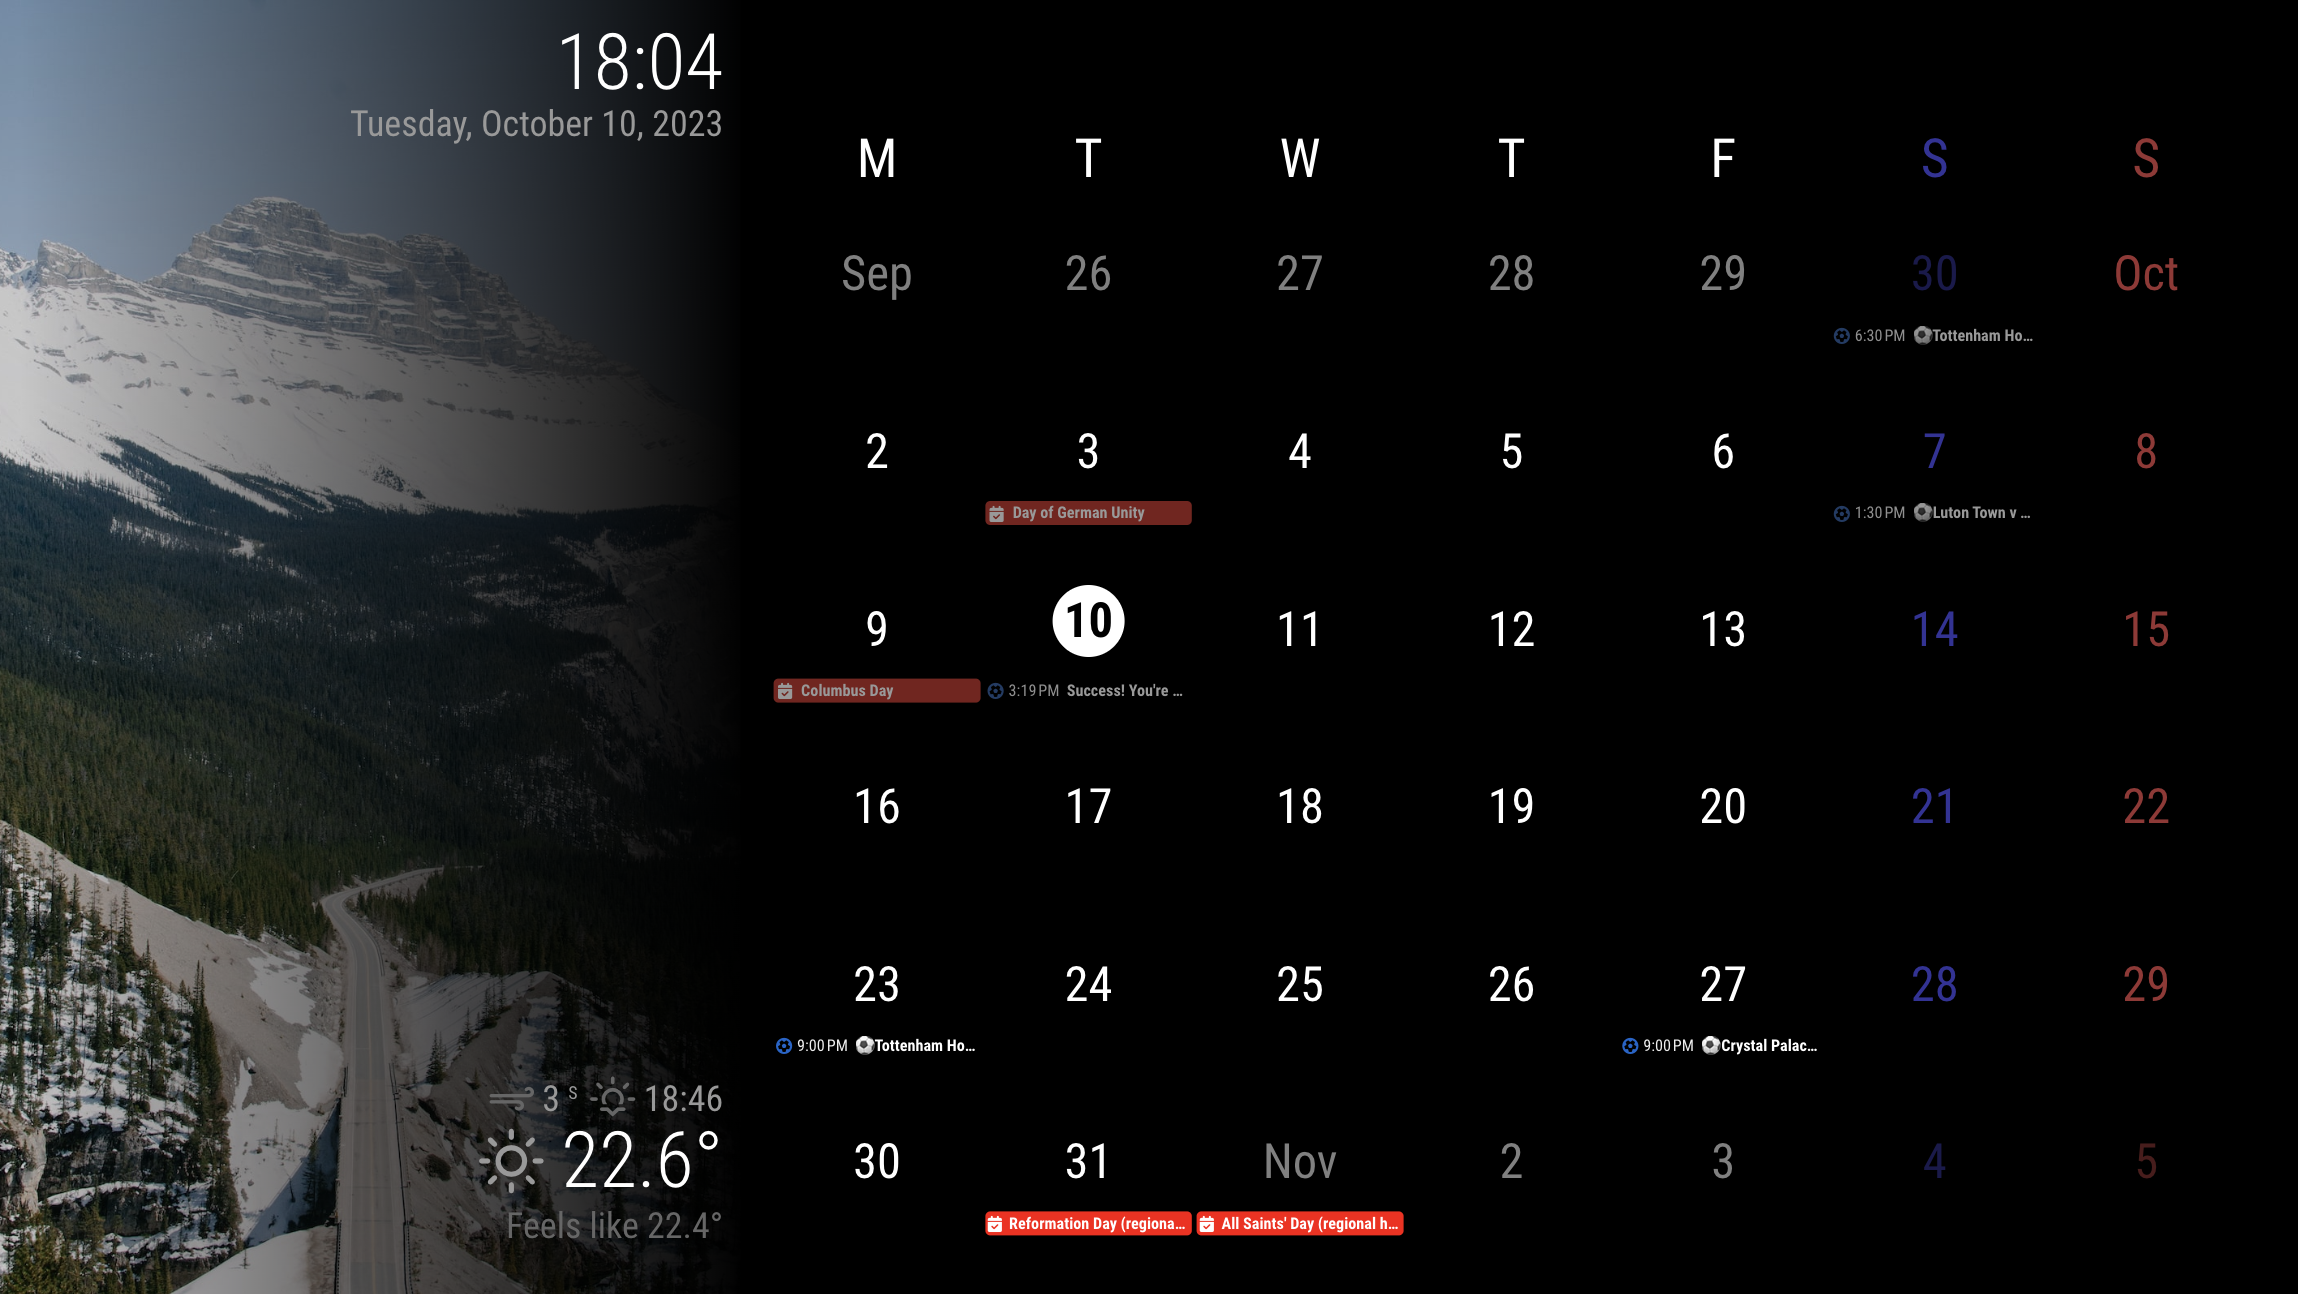 18:04
Tuesday, October 10, 2023
M T W T F S S
Sep 26 27 28 29 30 Oct
6:30 PM Tottenham Ho...
2 3 4 5 6 7 8
Day of German Unity 1:30 PM Luton Town v ...
9 10 11 12 13 14 15
Columbus Day 3:19 PM Success! You're ...
16 17 18 19 20 21 22
23 24 25 26 27 28 29
9:00 PM Tottenham Ho... 9:00 PM Crystal Palac...
30 31 Nov 2 3 4 5
Reformation Day (regiona... All Saints' Day (regional h...
3 S 18:46
22.6°
Feels like 22.4°